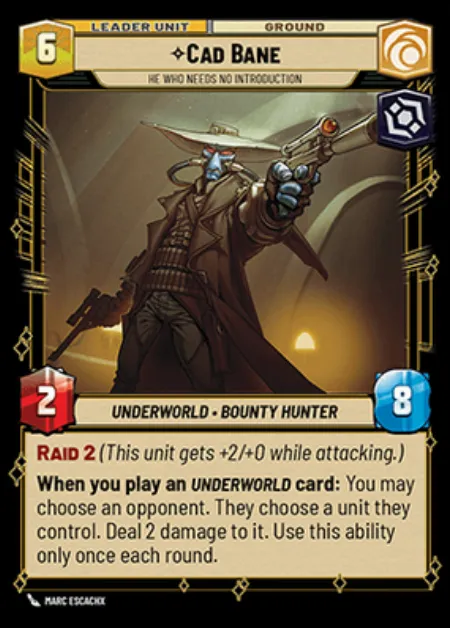 LEADER UNIT GROUND
6
✧CAD BANE
HE WHO NEEDS NO INTRODUCTION
2
UNDERWORLD • BOUNTY HUNTER
8
RAID 2 (This unit gets +2/+0 while attacking.)
When you play an UNDERWORLD card: You may
choose an opponent. They choose a unit they
control. Deal 2 damage to it. Use this ability
only once each round.
MARC ESCACHX